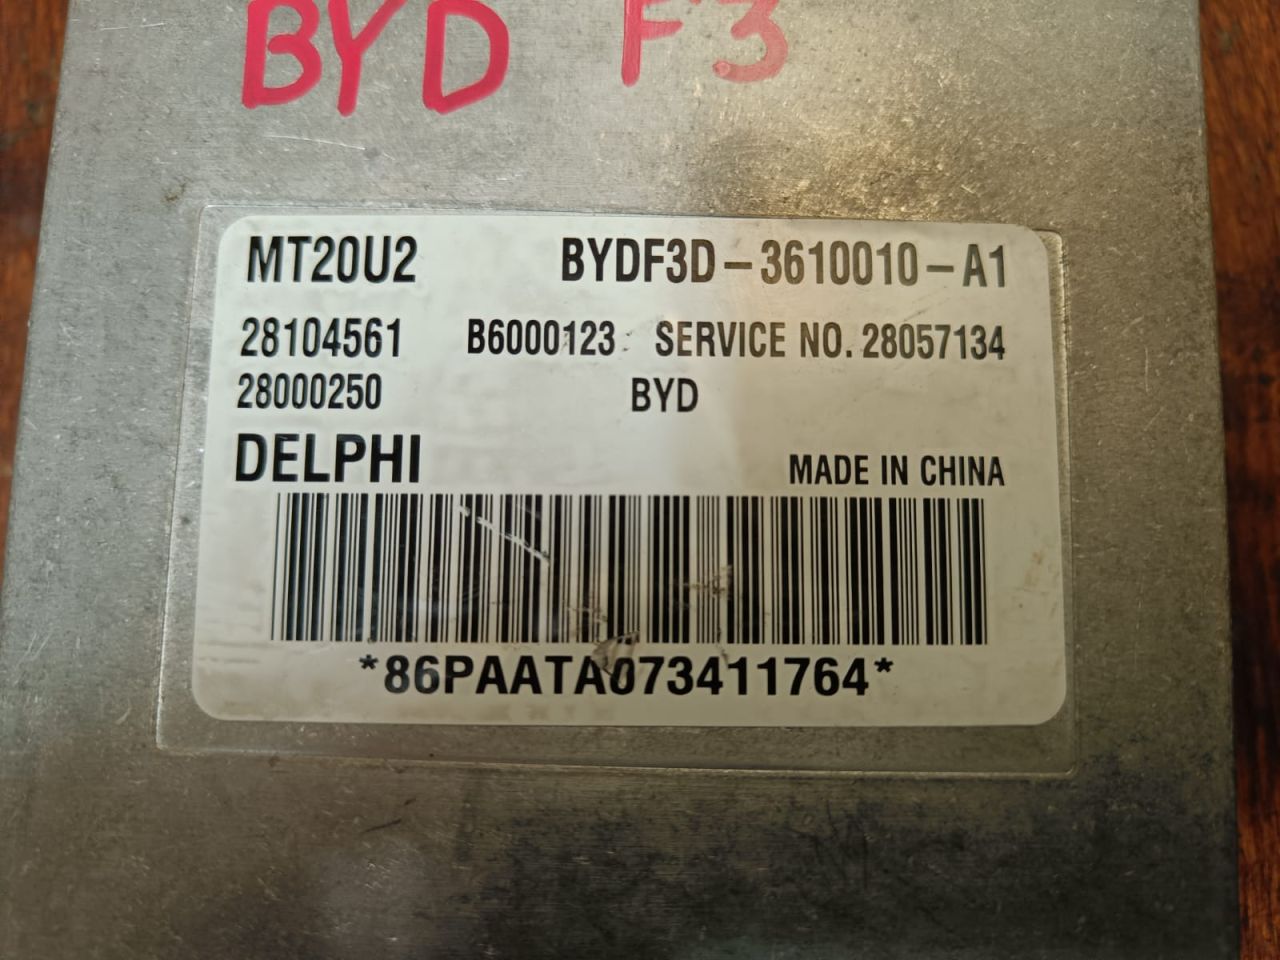 BYD F3
MT20U2 BYDF3D-3610010-A1
28104561 B6000123 SERVICE NO. 28057134
28000250 BYD
DELPHI MADE IN CHINA
*86PAATA073411764*